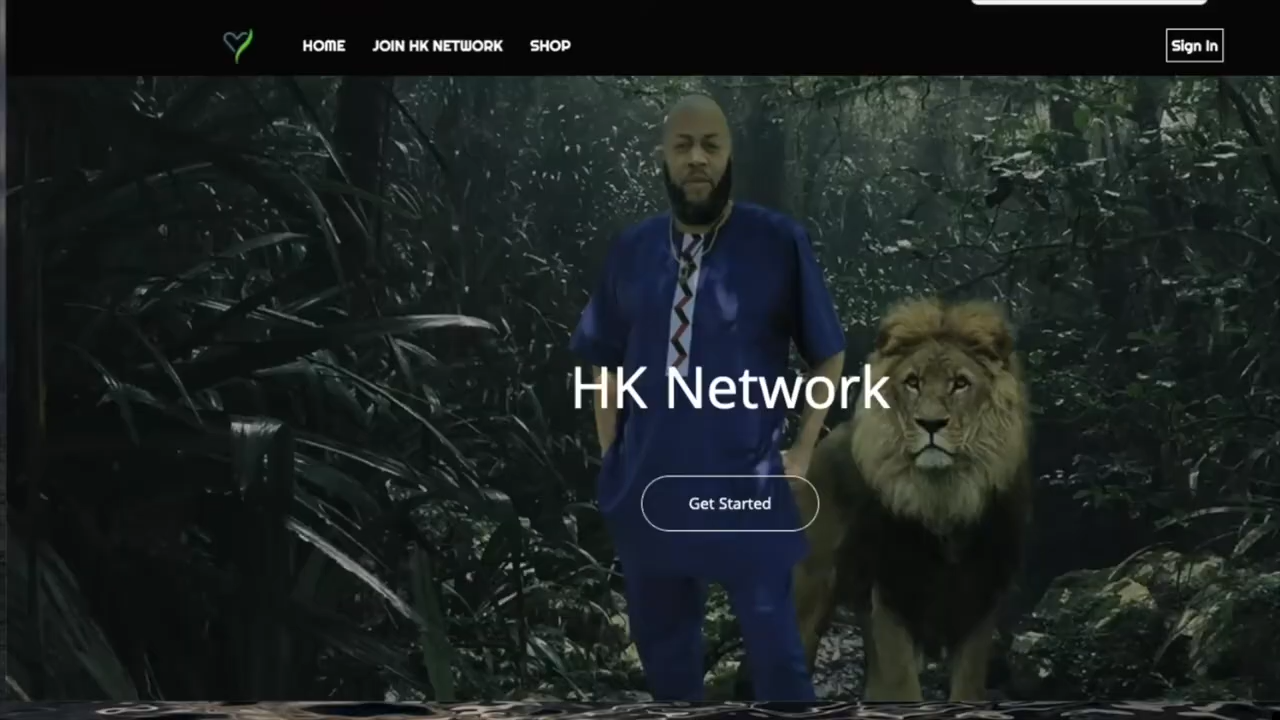 HOME
JOIN HK NETWORK
SHOP
Sign In
HK Network
Get Started